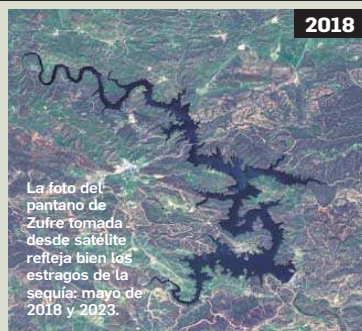 2018
La foto del
pantano de
Zufre tomada
desde satélite
refleja bien los
estragos de la
sequía: mayo de
2018 y 2023.